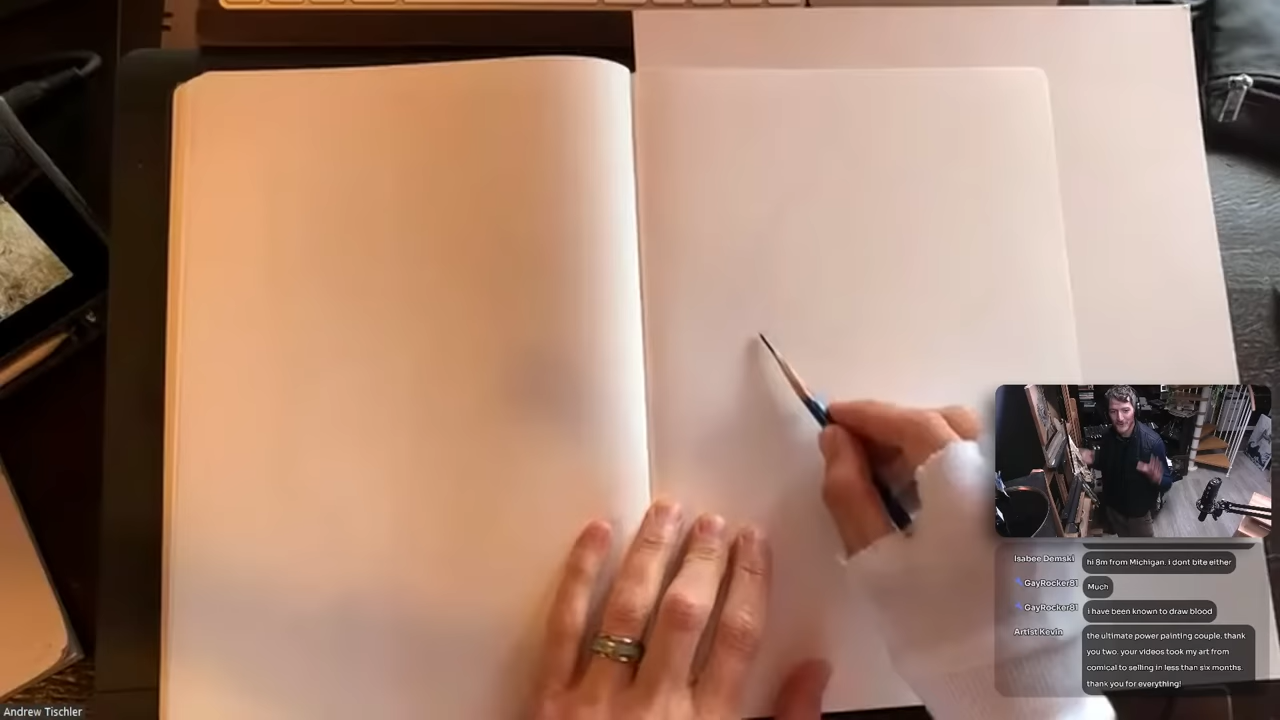 Isabee Demski
hi 8m from Michigan. i dont bite either
GayRocker81
Much
GayRocker81
i have been known to draw blood
Artist Kevin
the ultimate power painting couple. thank
you two. your videos took my art from
comical to selling in less than six months.
thank you for everything!
Andrew Tischler